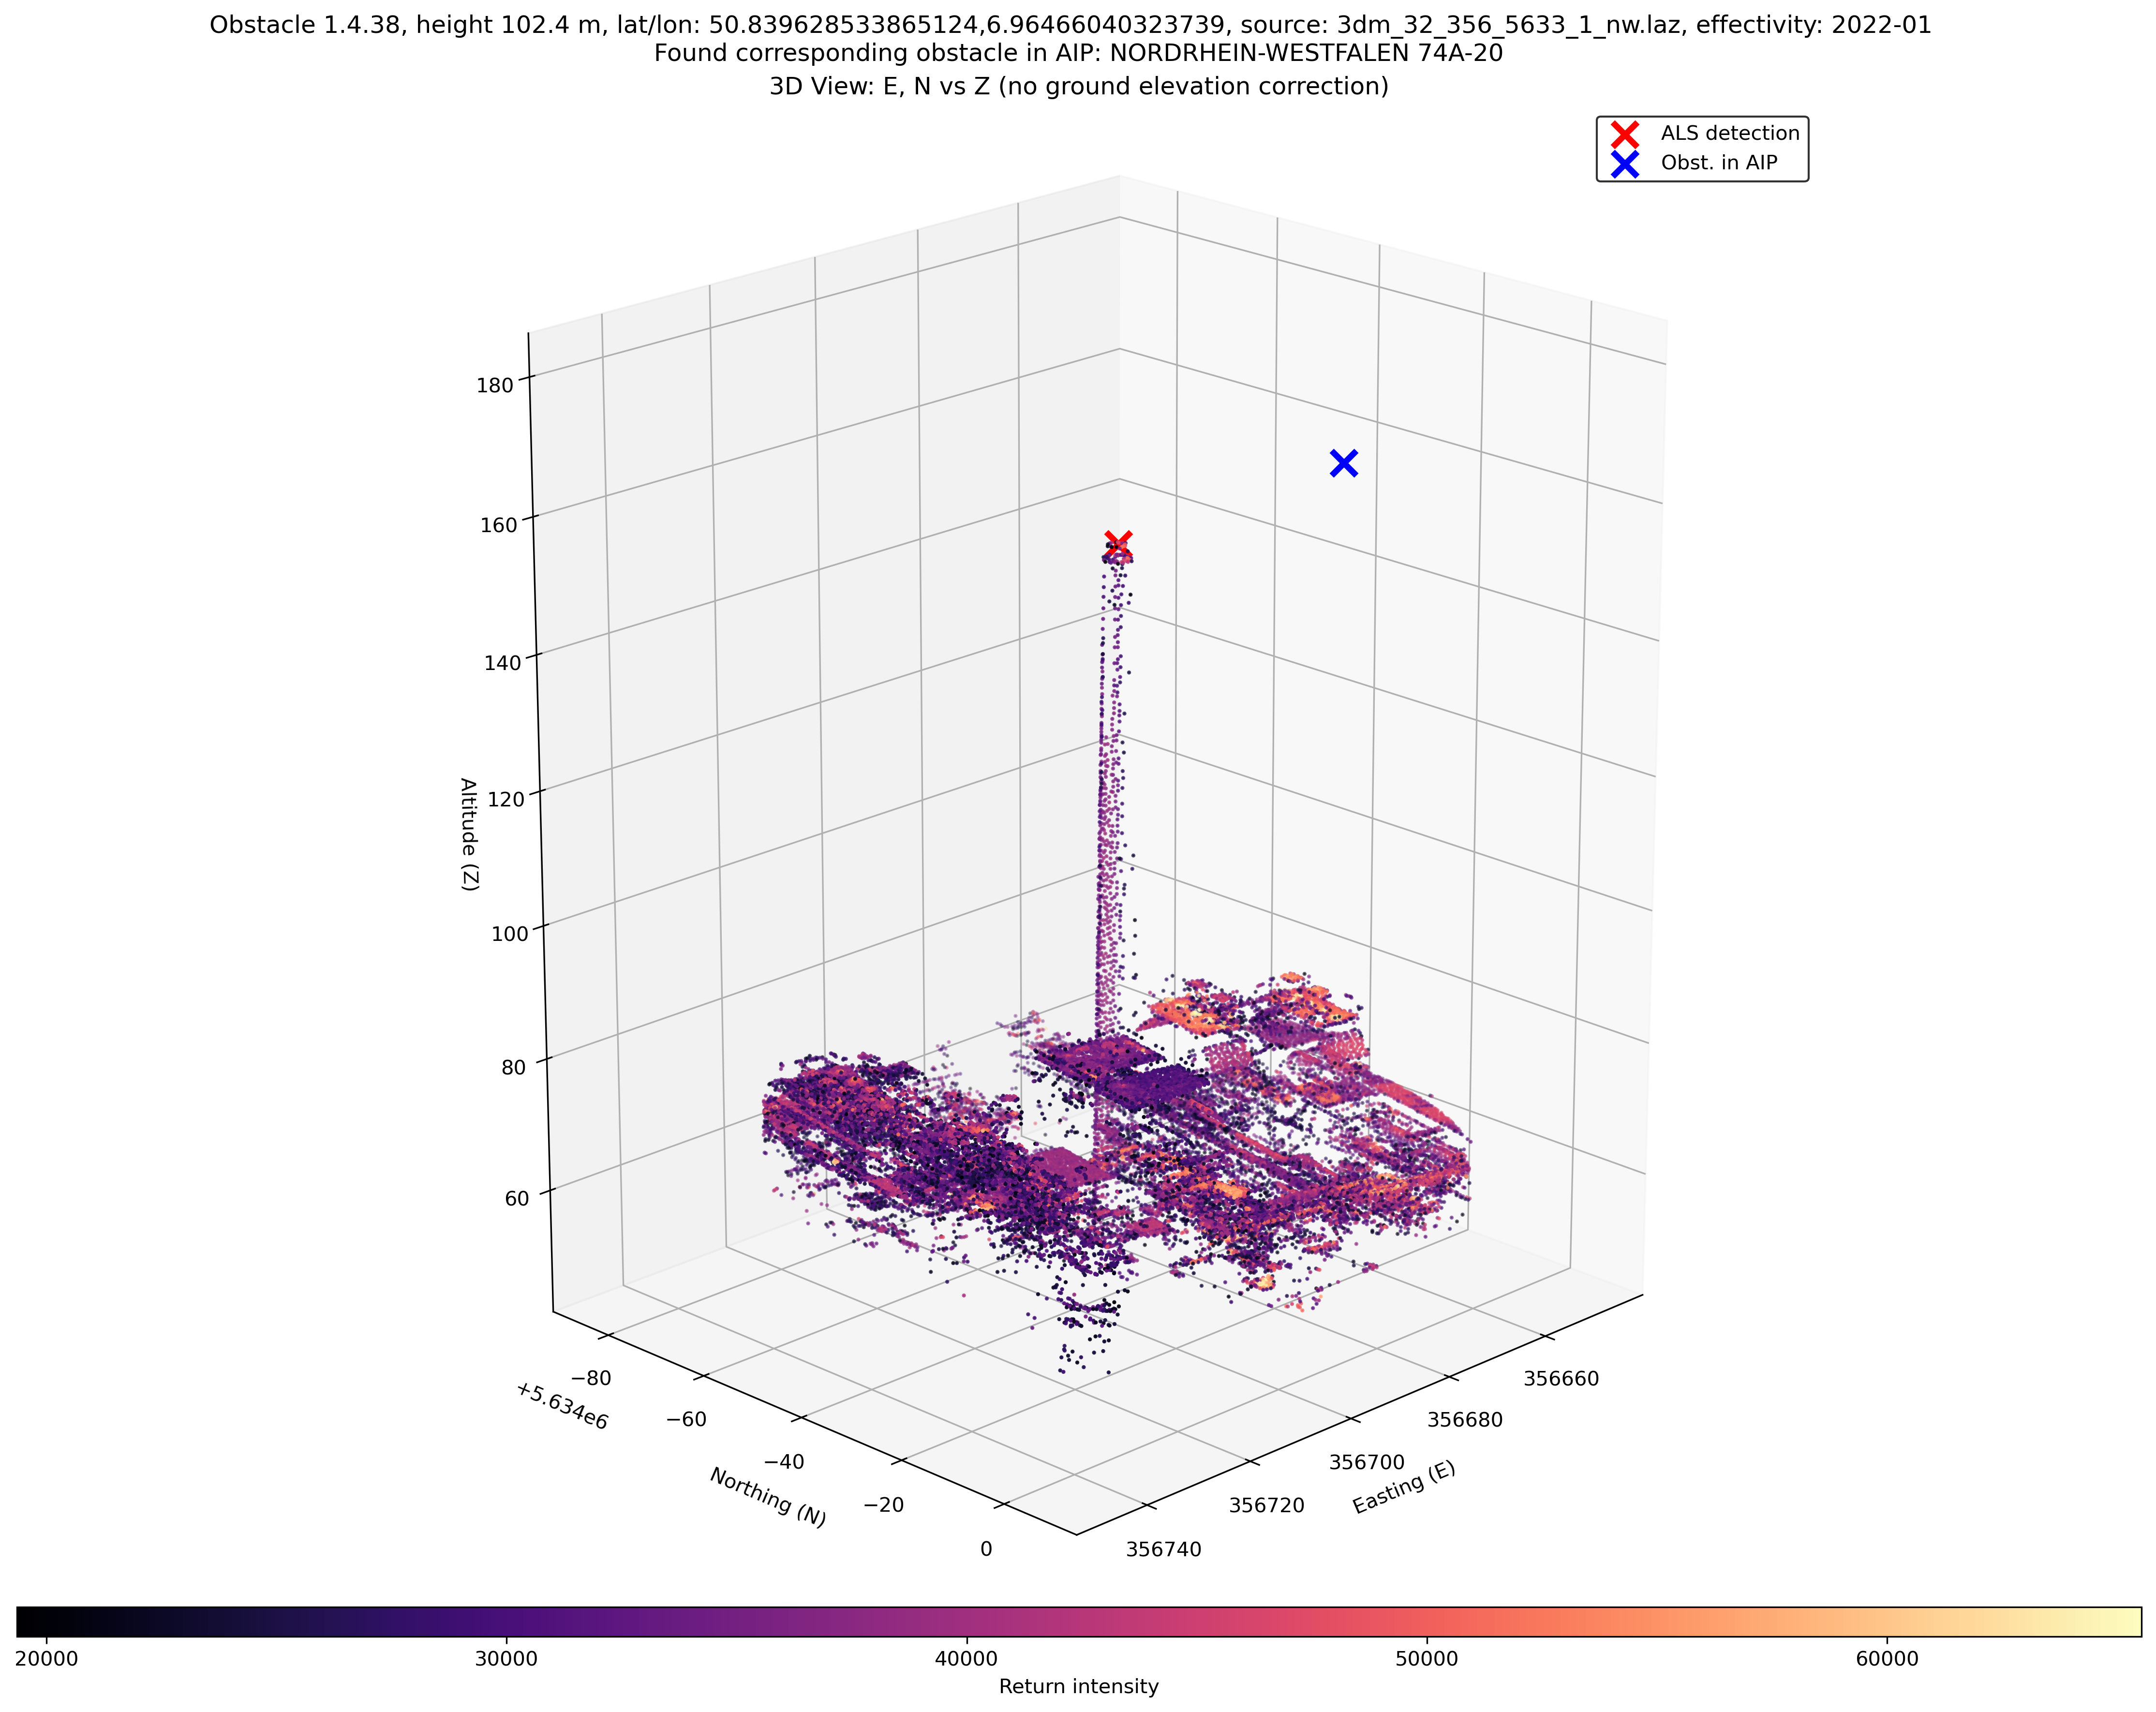 Obstacle 1.4.38, height 102.4 m, lat/lon: 50.839628533865124,6.96466040323739, source: 3dm_32_356_5633_1_nw.laz, effectivity: 2022-01
Found corresponding obstacle in AIP: NORDRHEIN-WESTFALEN 74A-20
3D View: E, N vs Z (no ground elevation correction)
ALS detection
Obst. in AIP
180
160
140
120
100
80
60
Altitude (Z)
−80
−60
−40
−20
0
+5.634e6
Northing (N)
356660
356680
356700
356720
356740
Easting (E)
20000 30000 40000 50000 60000
Return intensity